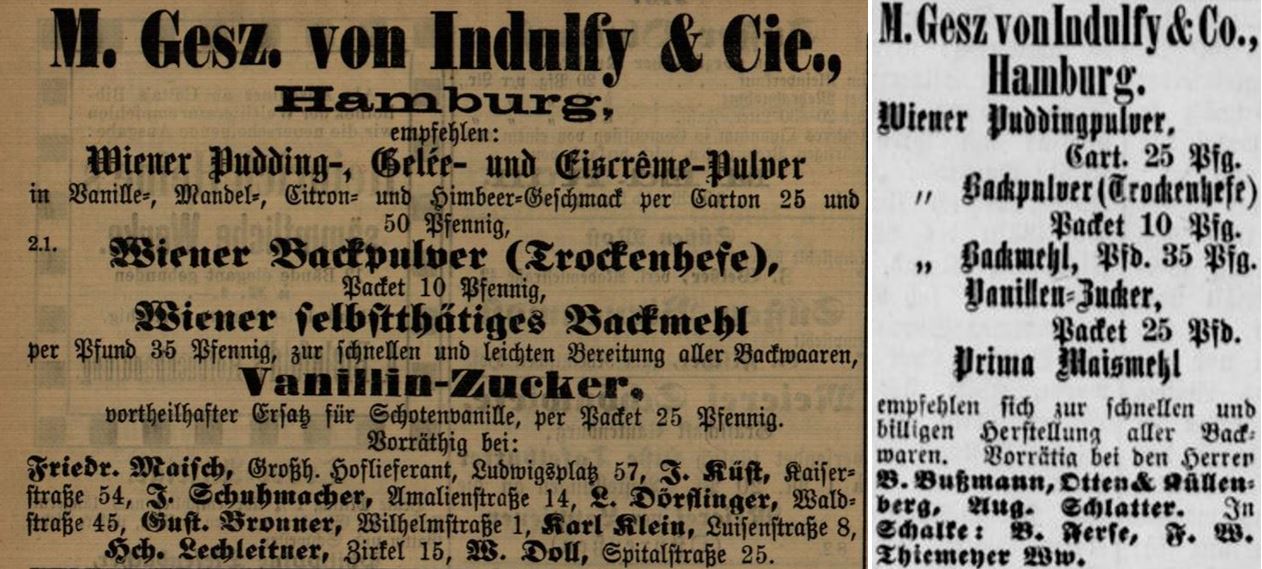 M. Gesz. von Indulfy & Cie.,
Hamburg,
empfehlen:
Wiener Pudding-, Gelée- und Eiscrême-Pulver
in Vanille-, Mandel-, Citron- und Himbeer-Geschmack per Carton 25 und
50 Pfennig,
2.1. Wiener Backpulver (Trockenhefe),
Packet 10 Pfennig,
Wiener selbstthätiges Backmehl
per Pfund 35 Pfennig, zur schnellen und leichten Bereitung aller Backwaaren,
Vanillin-Zucker,
vortheilhafter Ersatz für Schotenvanille, per Packet 25 Pfennig.
Vorräthig bei:
Friedr. Maisch, Großh. Hoflieferant, Ludwigsplatz 57, J. Küst, Kaiser-
straße 54, J. Schuhmacher, Amalienstraße 14, L. Dörflinger, Wald-
straße 45, Gust. Bronner, Wilhelmstraße 1, Karl Klein, Luisenstraße 8,
Hch. Lechleitner, Zirkel 15, W. Doll, Spitalstraße 25.
M. Gesz von Indulfy & Co.,
Hamburg.
Wiener Puddingpulver,
Cart. 25 Pfg.
„ Backpulver (Trockenhefe)
Packet 10 Pfg.
„ Backmehl, Pfd. 35 Pfg.
Vanillen-Zucker,
Packet 25 Pfd.
Prima Maismehl
empfehlen sich zur schnellen und
billigen Herstellung aller Back-
waren. Vorrätig bei den Herren
B. Bußmann, Otten & Küllen-
berg, Aug. Schlatter. In
Schalke: B. Ferse, F. W.
Thiemeyer Ww.